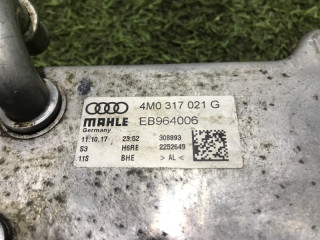 4M0 317 021 G
MAHLE EB964006
Germany
11.10.17 23:52 308893
S3 H6RE 2252649
11S BHE >AL<